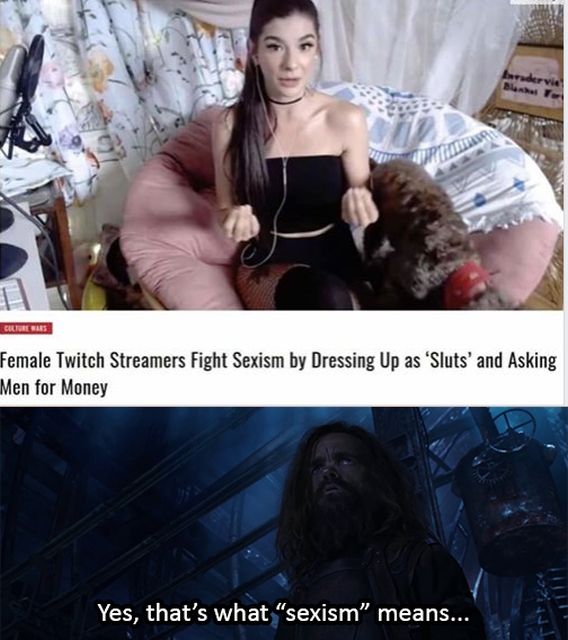 Invadervie'
Blanket For
CULTURE WARS
Female Twitch Streamers Fight Sexism by Dressing Up as ‘Sluts’ and Asking
Men for Money
Yes, that’s what “sexism” means...